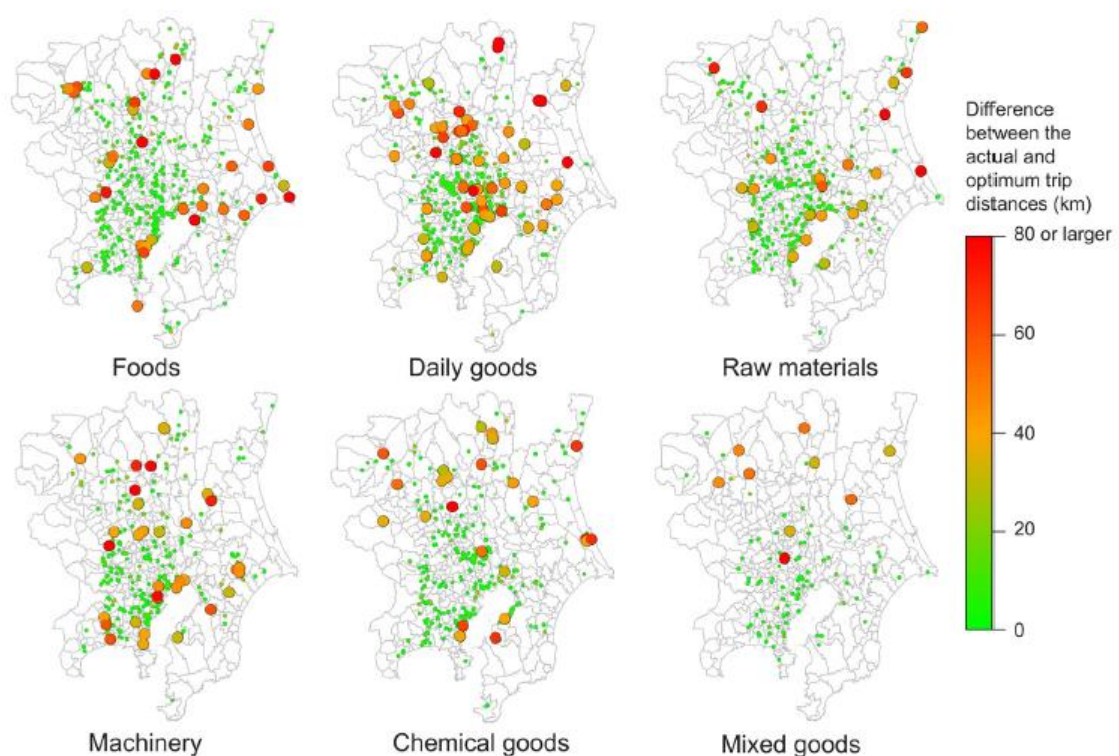 Difference
between the
actual and
optimum trip
distances (km)
80 or larger
60
40
20
0
Foods
Daily goods
Raw materials
Machinery
Chemical goods
Mixed goods